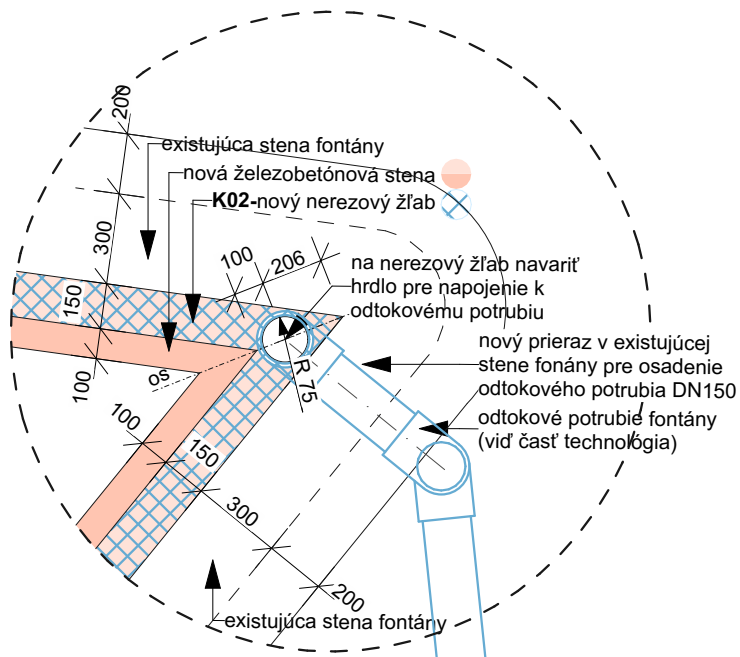 200
existujúca stena fontány
nová železobetónová stena
K02-nový nerezový žľab
300
100
206
na nerezový žľab navariť
hrdlo pre napojenie k
odtokovému potrubiu
150
nový prieraz v existujúcej
stene fonány pre osadenie
odtokového potrubia DN150
100
os
R 75
odtokové potrubie fontány
(viď časť technológia)
100
150
300
200
existujúca stena fontány